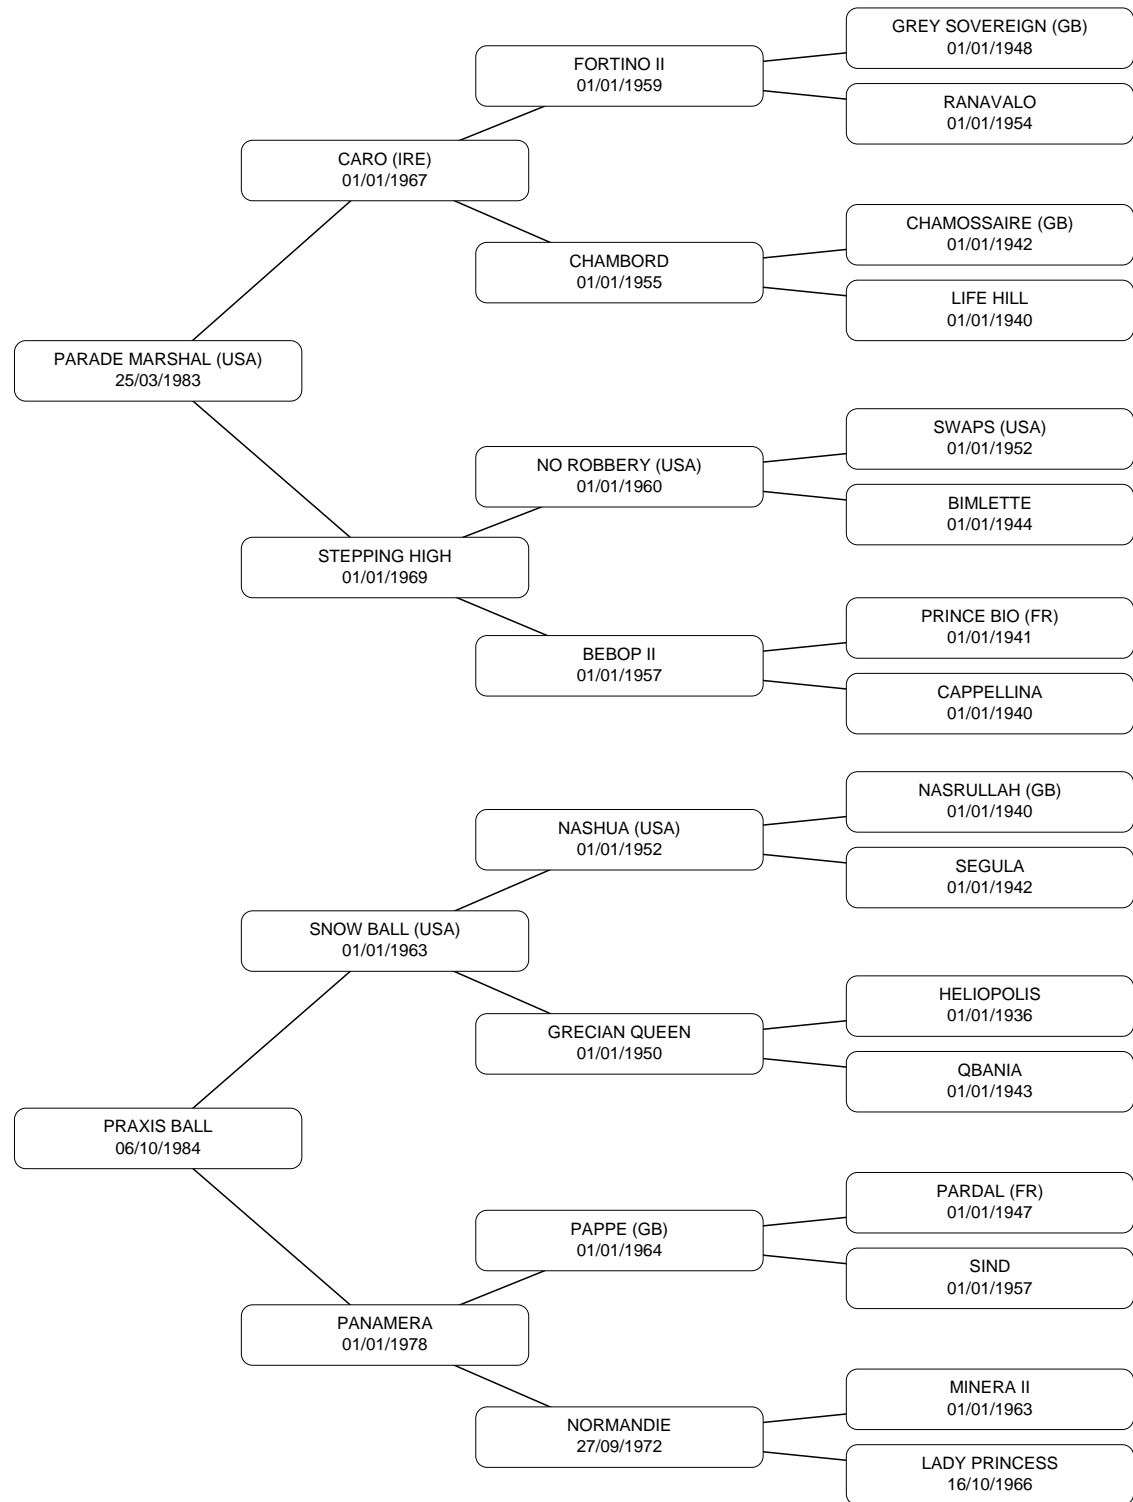 GREY SOVEREIGN (GB)
01/01/1948
FORTINO II
01/01/1959
RANAVALO
01/01/1954
CARO (IRE)
01/01/1967
CHAMOSSAIRE (GB)
01/01/1942
CHAMBORD
01/01/1955
LIFE HILL
01/01/1940
PARADE MARSHAL (USA)
25/03/1983
SWAPS (USA)
01/01/1952
NO ROBBERY (USA)
01/01/1960
BIMLETTE
01/01/1944
STEPPING HIGH
01/01/1969
PRINCE BIO (FR)
01/01/1941
BEBOP II
01/01/1957
CAPPELLINA
01/01/1940
NASRULLAH (GB)
01/01/1940
NASHUA (USA)
01/01/1952
SEGULA
01/01/1942
SNOW BALL (USA)
01/01/1963
HELIOPOLIS
01/01/1936
GRECIAN QUEEN
01/01/1950
QBANIA
01/01/1943
PRAXIS BALL
06/10/1984
PARDAL (FR)
01/01/1947
PAPPE (GB)
01/01/1964
SIND
01/01/1957
PANAMERA
01/01/1978
MINERA II
01/01/1963
NORMANDIE
27/09/1972
LADY PRINCESS
16/10/1966